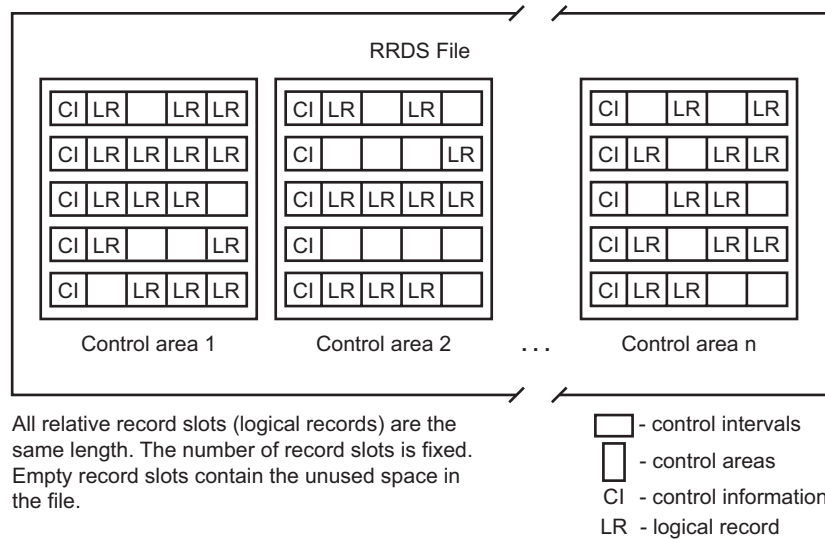 RRDS File
CI LR LR LR
CI LR LR LR LR
CI LR LR LR
CI LR LR
CI LR LR LR
Control area 1
CI LR LR
CI LR
CI LR LR LR LR
CI
CI LR LR LR
Control area 2
...
CI LR LR
CI LR LR LR
CI LR LR
CI LR LR LR
CI LR LR
Control area n
All relative record slots (logical records) are the
same length. The number of record slots is fixed.
Empty record slots contain the unused space in
the file.
- control intervals
- control areas
CI - control information
LR - logical record